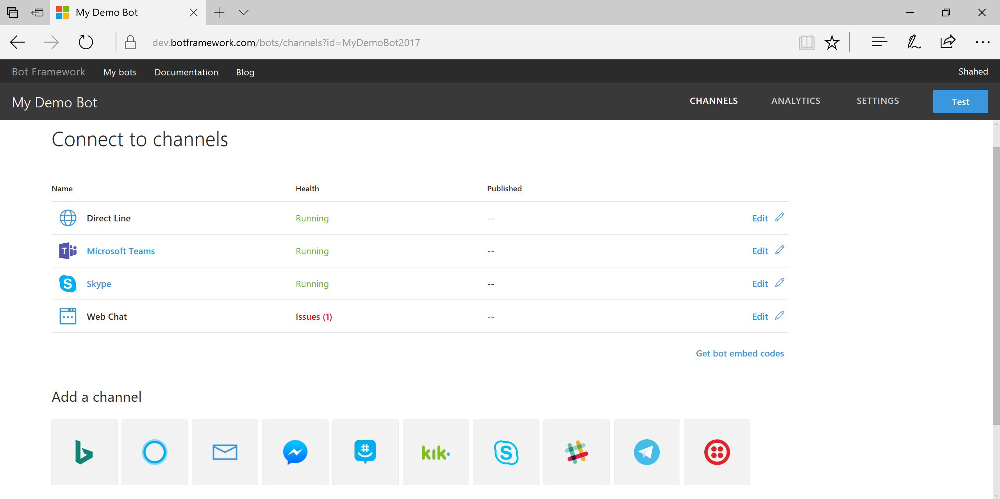 My Demo Bot
dev.botframework.com/bots/channels?id=MyDemoBot2017
Bot Framework My bots Documentation Blog Shahed
My Demo Bot CHANNELS ANALYTICS SETTINGS Test
Connect to channels
Name Health Published
Direct Line Running -- Edit
T Microsoft Teams Running -- Edit
S Skype Running -- Edit
Web Chat Issues (1) -- Edit
Get bot embed codes
Add a channel
# kik. S